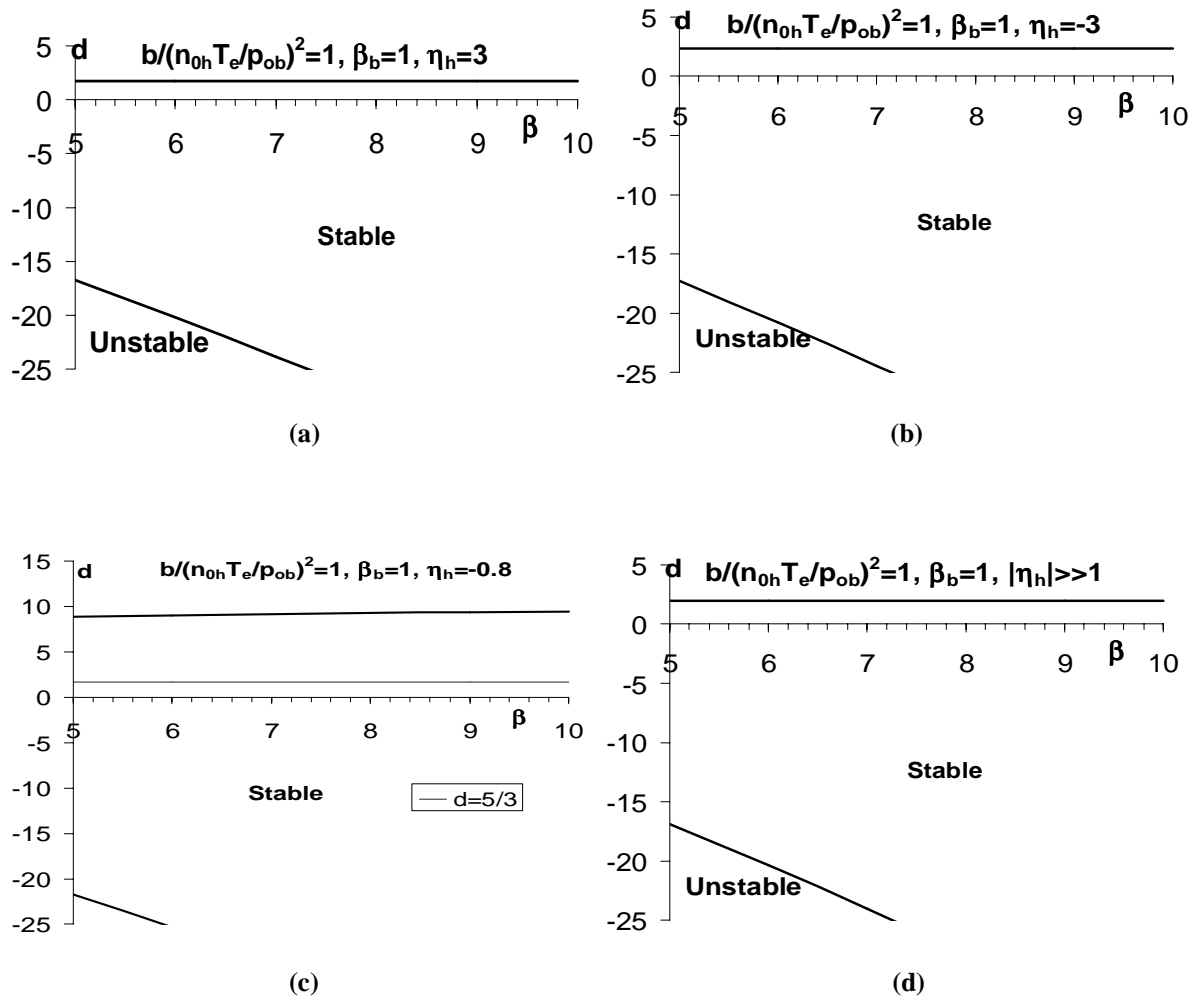 d
b/(n0hTe/pob)²=1, βb=1, ηh=3
5
0
-5
-10
-15
-20
-25
5 6 7 8 9 10
β
Stable
Unstable
(a)
d
b/(n0hTe/pob)²=1, βb=1, ηh=-3
5
0
-5
-10
-15
-20
-25
5 6 7 8 9 10
β
Stable
Unstable
(b)
d
b/(n0hTe/pob)²=1, βb=1, ηh=-0.8
15
10
5
0
-5
-10
-15
-20
-25
5 6 7 8 9 10
β
Stable
d=5/3
(c)
d
b/(n0hTe/pob)²=1, βb=1, |ηh|>>1
5
0
-5
-10
-15
-20
-25
5 6 7 8 9 10
β
Stable
Unstable
(d)